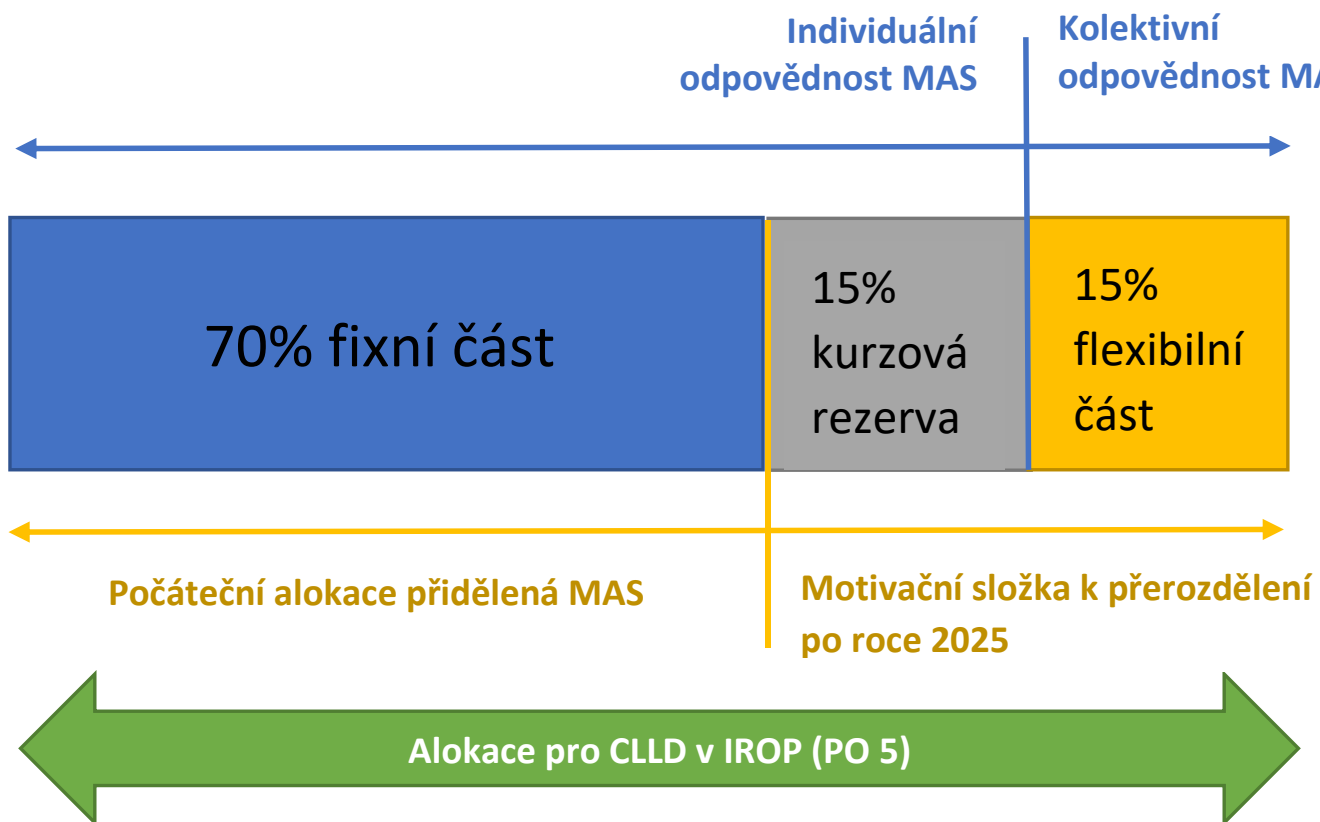 Individuální
odpovědnost MAS
Kolektivní
odpovědnost
70% fixní část
15%
kurzová
rezerva
15%
flexibilní
část
Počáteční alokace přidělená MAS
Motivační složka k přerozdělení
po roce 2025
Alokace pro CLLD v IROP (PO 5)